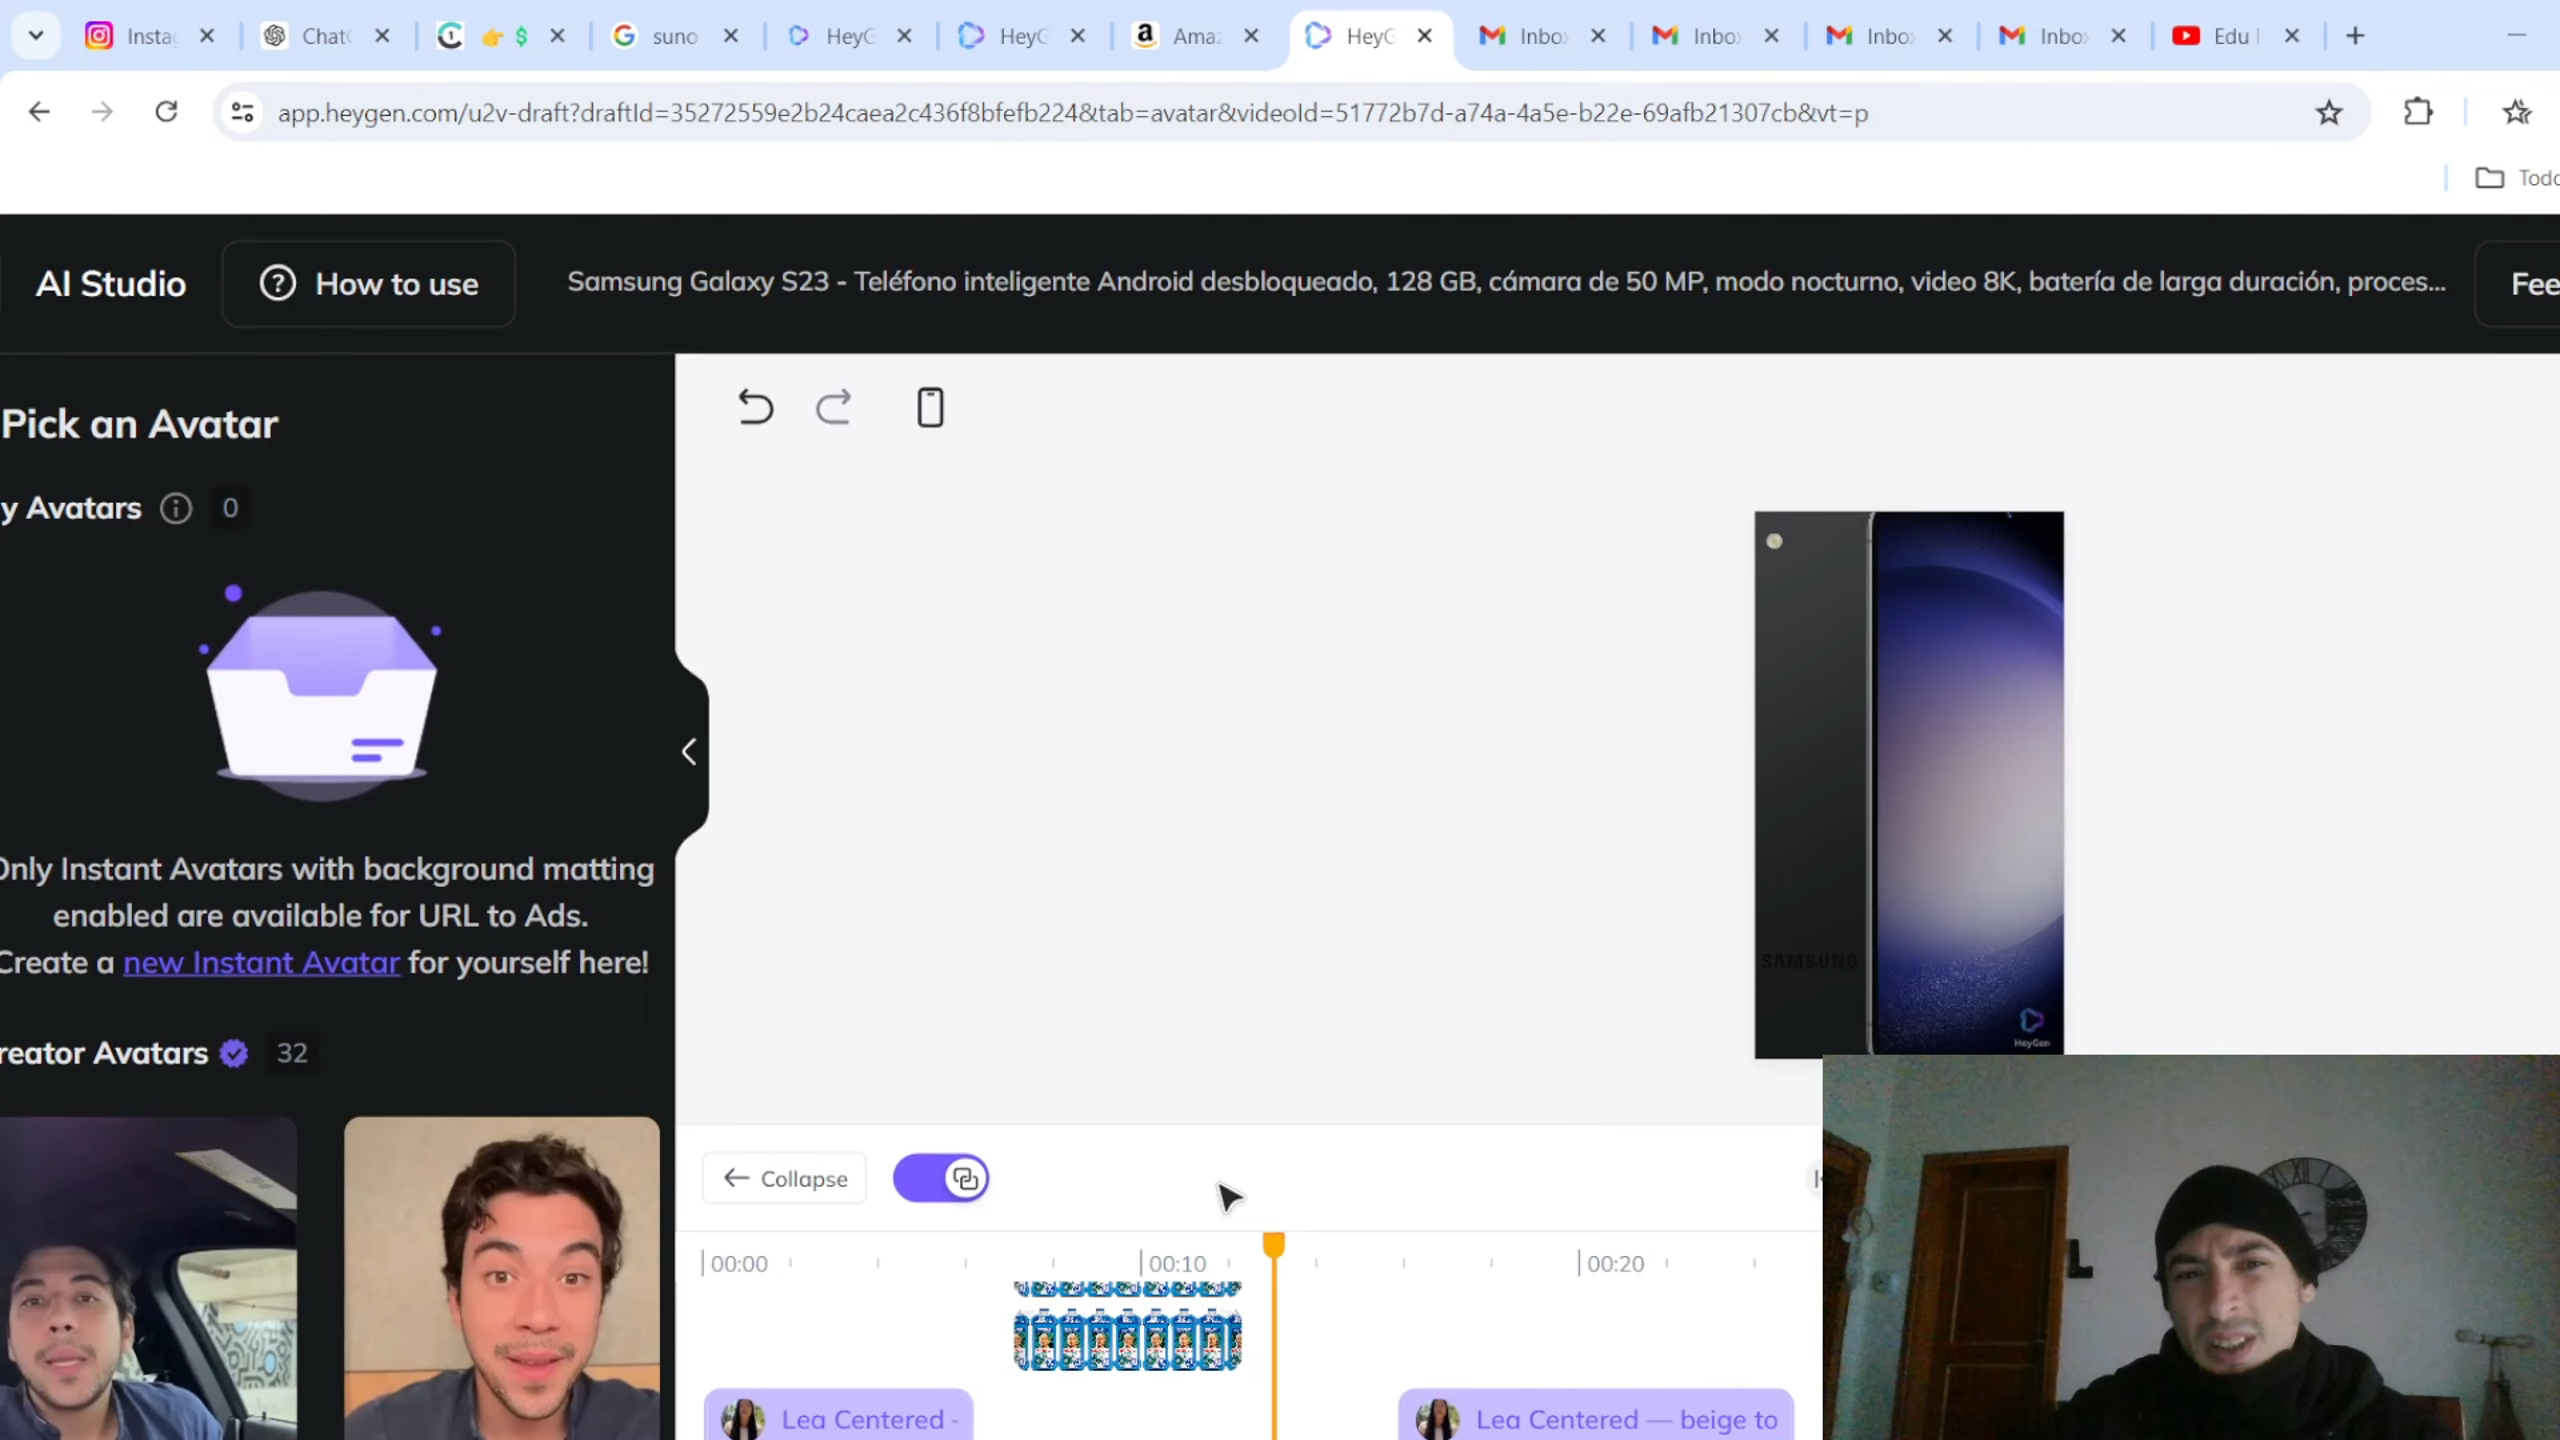 Insta
Chat
suno
HeyG
HeyG
Ama
HeyG
Inbo
Inbo
Inbo
Inbo
Edu
app.heygen.com/u2v-draft?draftId=35272559e2b24caea2c436f8bfefb224&tab=avatar&videoId=51772b7d-a74a-4a5e-b22e-69afb21307cb&vt=p
Todo
AI Studio
How to use
Samsung Galaxy S23 - Teléfono inteligente Android desbloqueado, 128 GB, cámara de 50 MP, modo nocturno, video 8K, batería de larga duración, proces...
Fee
Pick an Avatar
y Avatars 0
Only Instant Avatars with background matting
enabled are available for URL to Ads.
Create a new Instant Avatar for yourself here!
reator Avatars 32
SAMSUNG
HeyGen
Collapse
00:00
00:10
00:20
Lea Centered -
Lea Centered — beige to